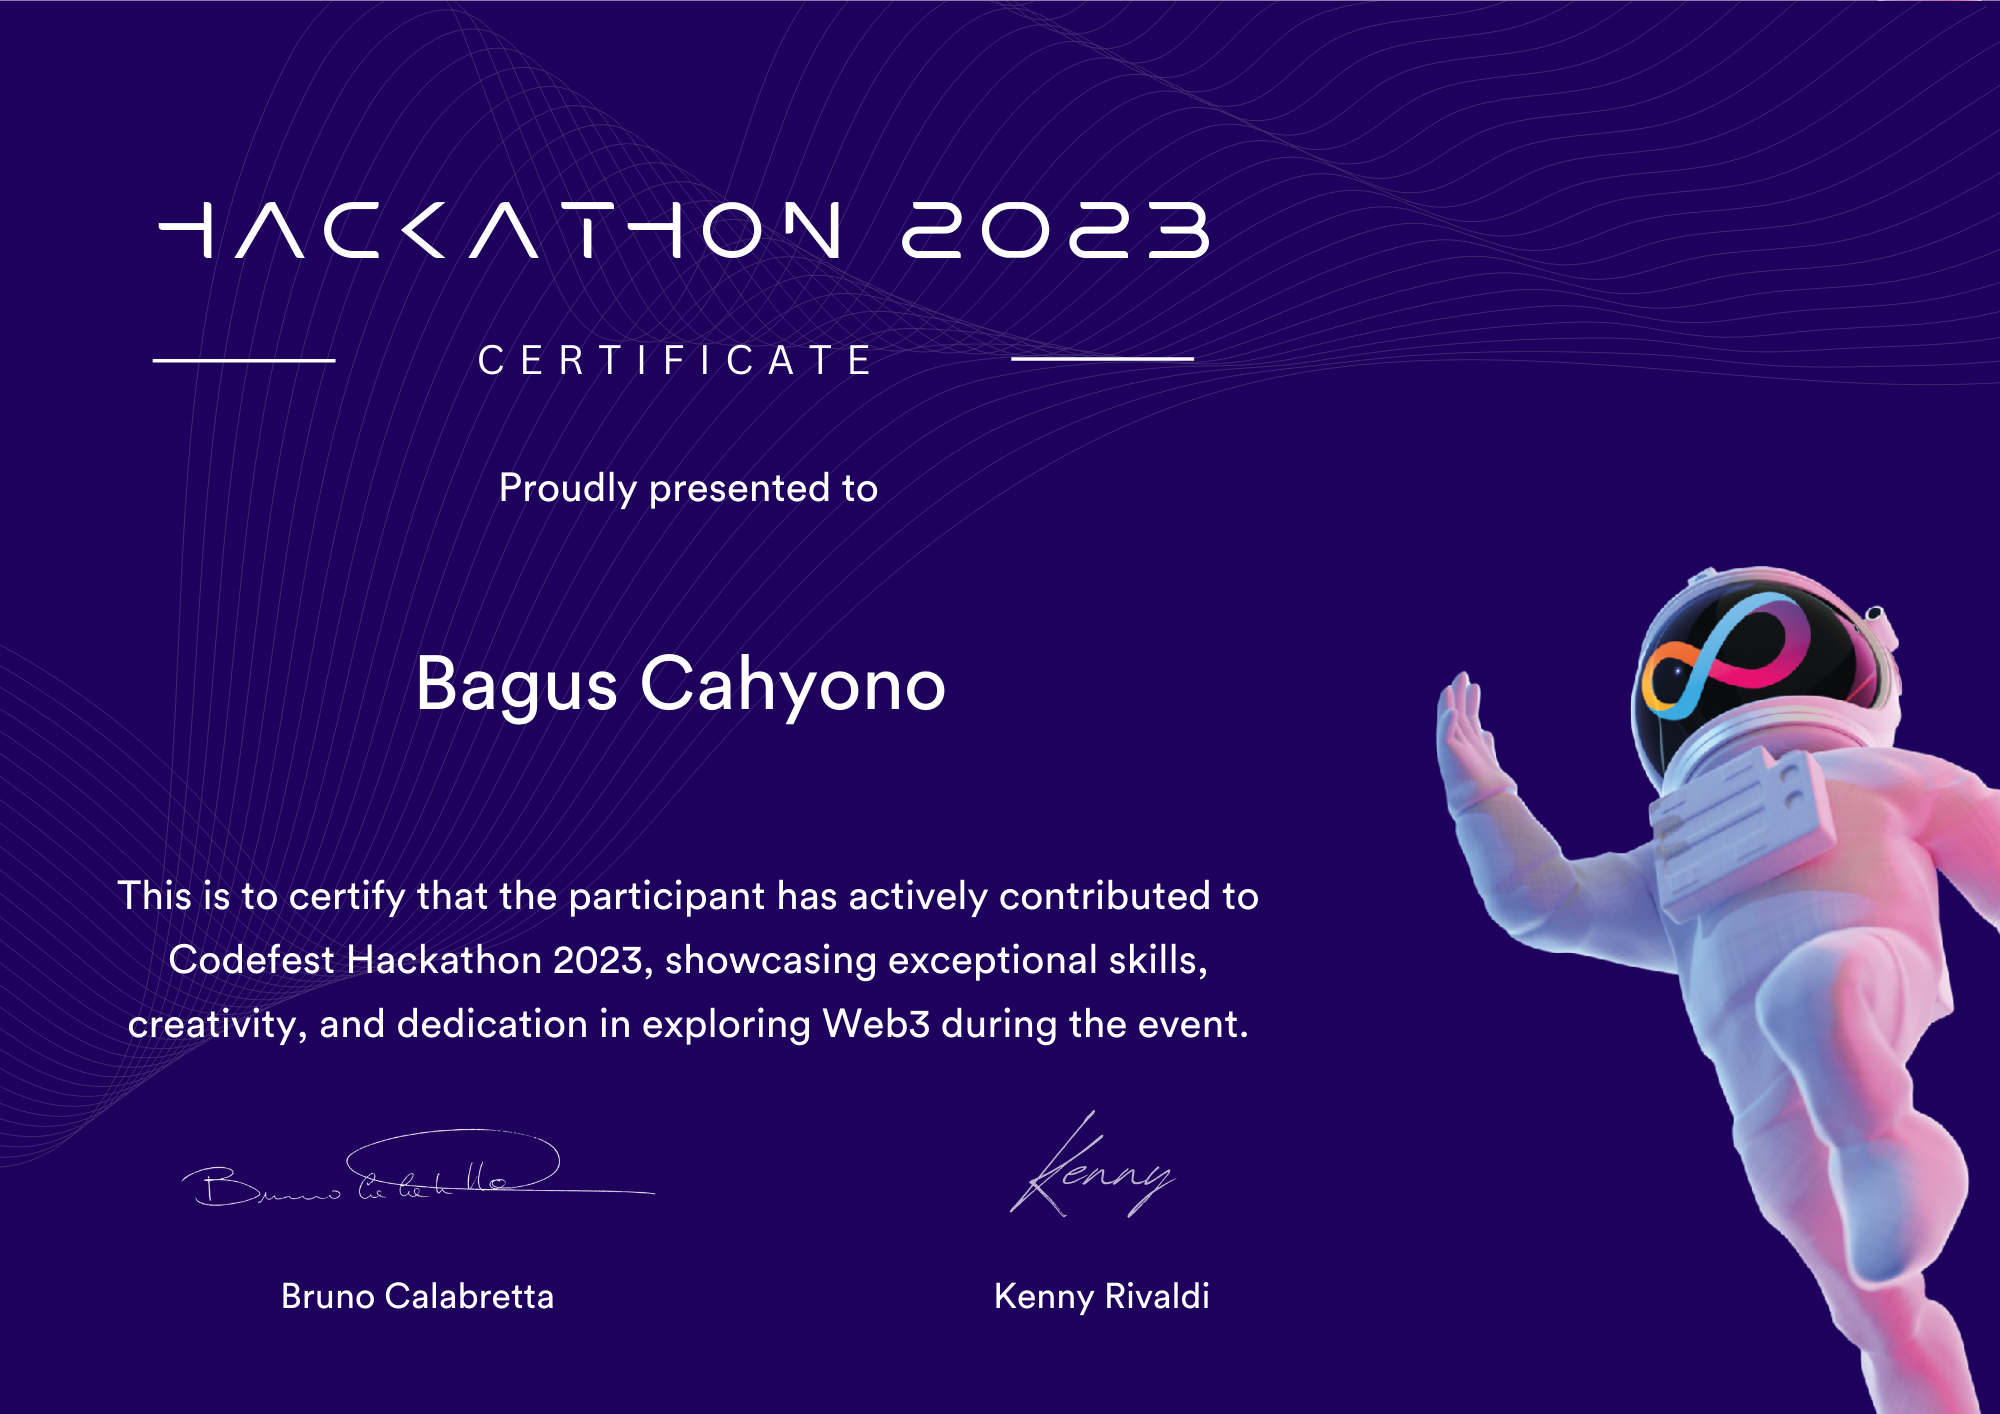 HACKATHON 2023
CERTIFICATE
Proudly presented to
Bagus Cahyono
This is to certify that the participant has actively contributed to
Codefest Hackathon 2023, showcasing exceptional skills,
creativity, and dedication in exploring Web3 during the event.
Bruno Calabretta
Kenny
Bruno Calabretta
Kenny Rivaldi